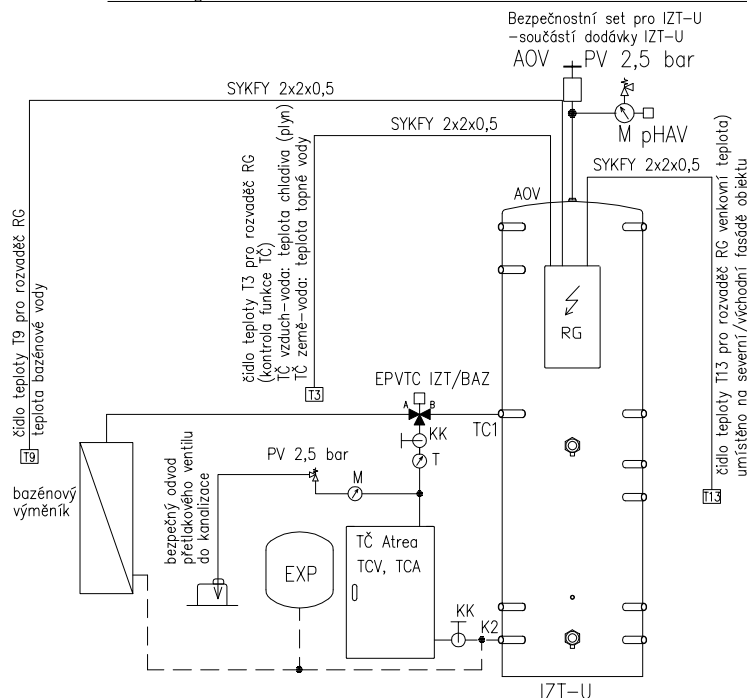 Bezpečnostní set pro IZT-U
-součástí dodávky IZT-U
AOV PV 2,5 bar
SYKFY 2x2x0,5
SYKFY 2x2x0,5
M pHAV
SYKFY 2x2x0,5
AOV
čidlo teploty T9 pro rozvaděč RG
teplota bazénové vody
čidlo teploty T3 pro rozvaděč RG
(kontrola funkce TČ)
TČ vzduch-voda: teplota chladiva (plyn)
TČ země-voda: teplota topné vody
čidlo teploty T13 pro rozvaděč RG venkovní teplota)
umístěno na severní/východní fasádě obiektu
RG
T3
EPVTC IZT/BAZ
A B
TC1
KK
T9
PV 2,5 bar
T
M
T13
bazénový
výměník
bezpečný odvod
přetlakového ventilu
do kanalizace
EXP
TČ Atrea
TCV, TCA
KK
K2
IZT-U